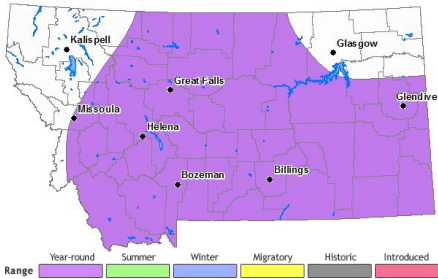 Kalispell
Glasgow
Great Falls
Glendive
Missoula
Helena
Billings
Bozeman
Range Year-round Summer Winter Migratory Historic Introduced